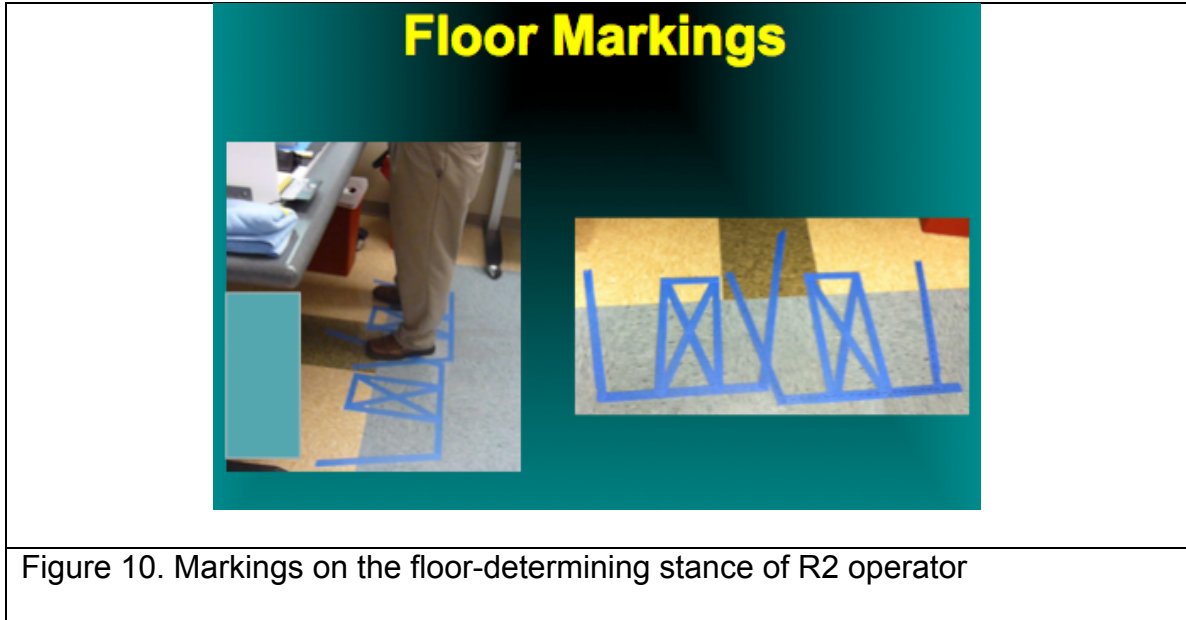 Floor Markings
Figure 10. Markings on the floor-determining stance of R2 operator